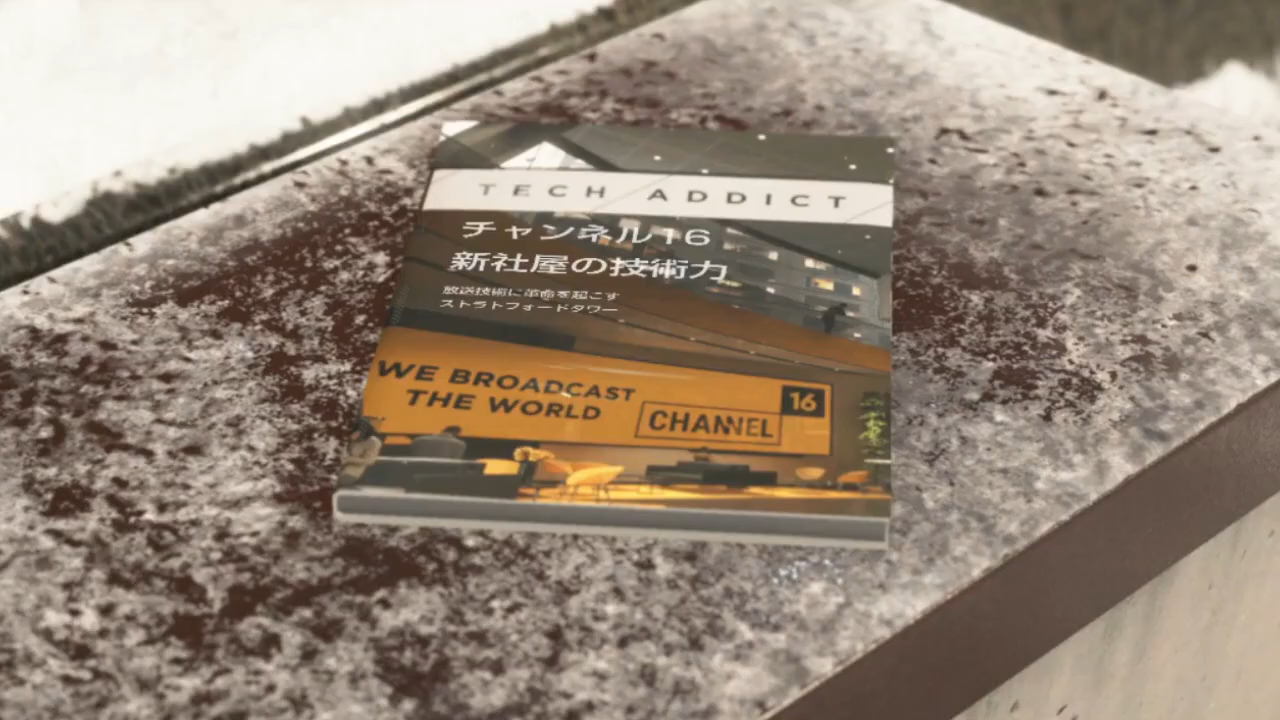 TECH ADDICT
チャンネル16
新社屋の技術力
放送技術に革命を起こす
ストラトフォードタワー
WE BROADCAST
THE WORLD
CHANNEL
16